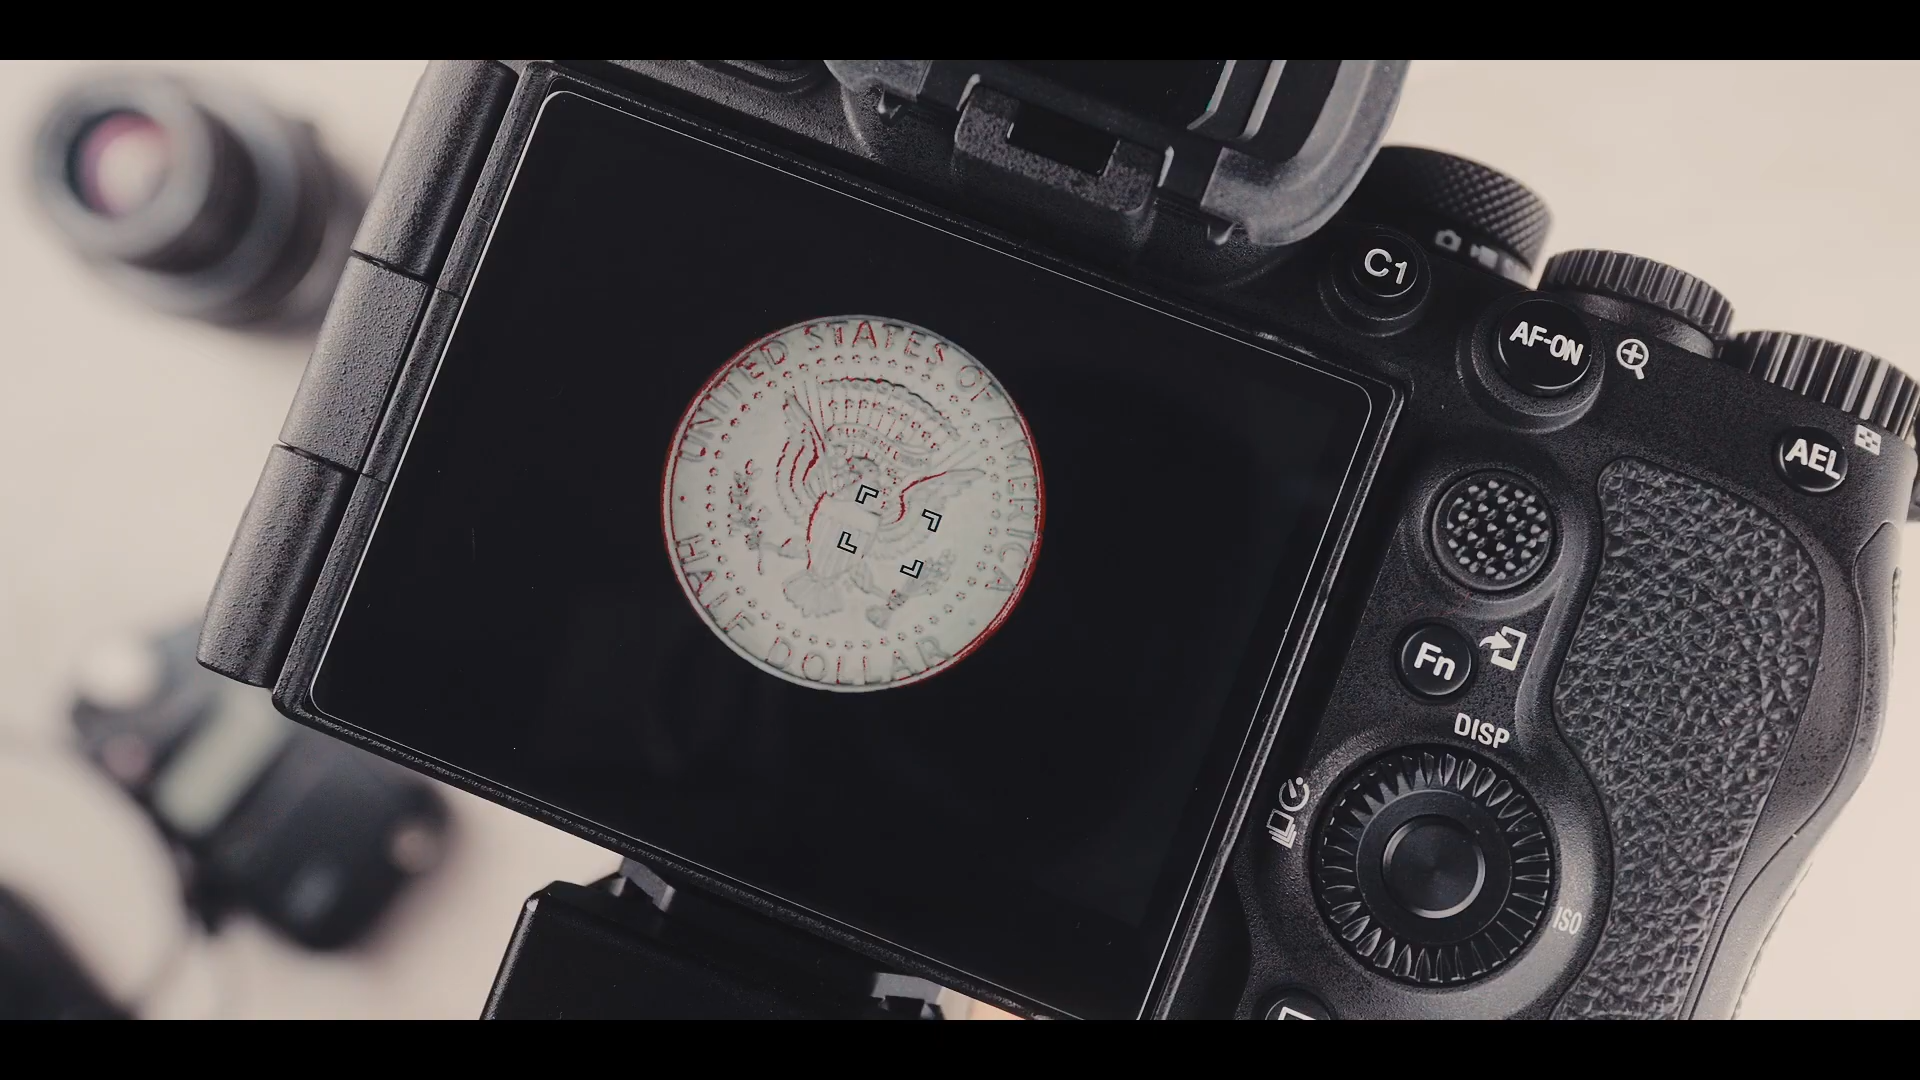 UNITED STATES OF AMERICA
HALF DOLLAR
C1
AF-ON
AEL
Fn
DISP
ISO